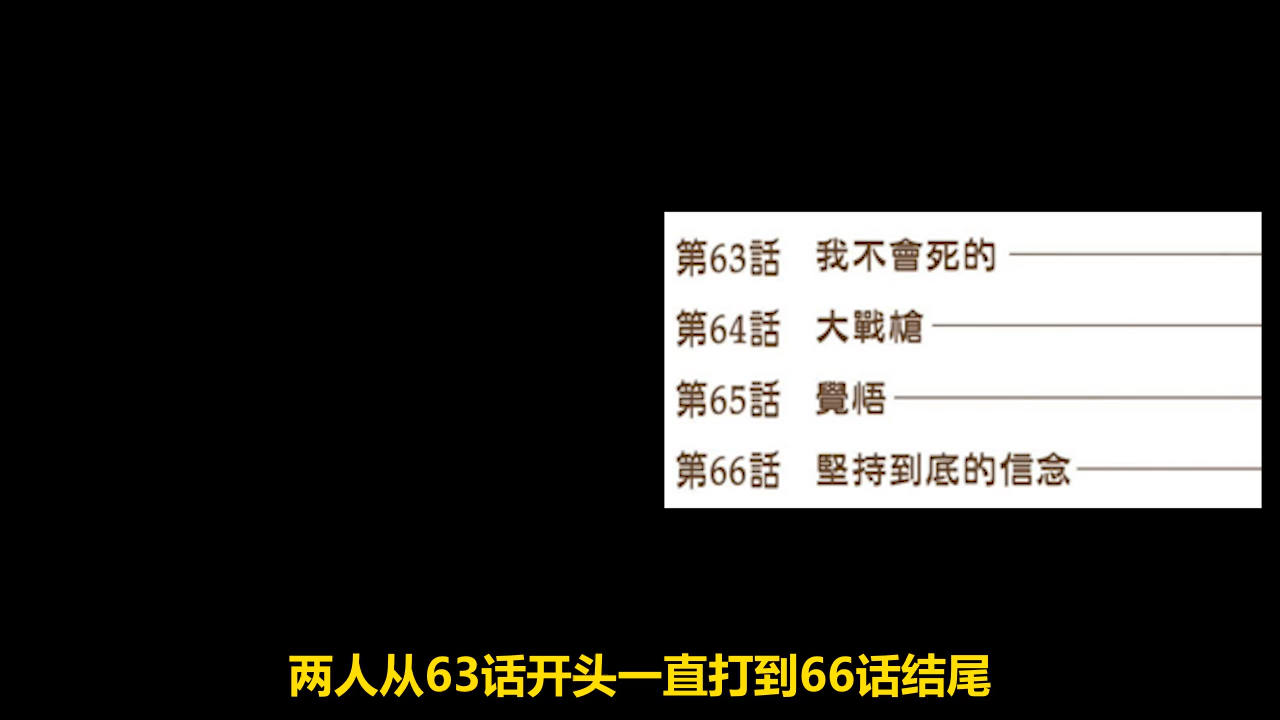 第63話 我不會死的
第64話 大戰槍
第65話 覺悟
第66話 堅持到底的信念
两人从63话开头一直打到66话结尾